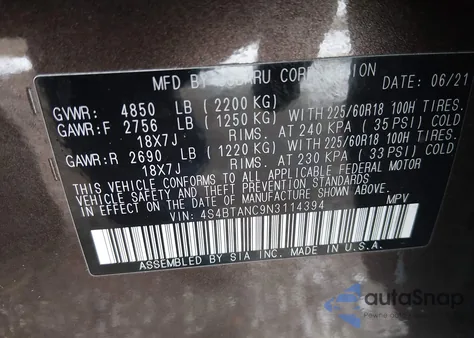 MFD BY SUBARU CORPORATION DATE: 06/21
GVWR: 4850 LB (2200 KG)
GAWR:F 2756 LB (1250 KG) WITH 225/60R18 100H TIRES.
18X7J RIMS. AT 240 KPA (35 PSI) COLD
GAWR:R 2690 LB (1220 KG) WITH 225/60R18 100H TIRES.
18X7J RIMS. AT 230 KPA (33 PSI) COLD
THIS VEHICLE CONFORMS TO ALL APPLICABLE FEDERAL MOTOR
VEHICLE SAFETY AND THEFT PREVENTION STANDARDS
IN EFFECT ON THE DATE OF MANUFACTURE SHOWN ABOVE.
VIN: 4S4BTANC9N3114394 MPV
ASSEMBLED BY SIA INC. MADE IN U.S.A.
autoSnap